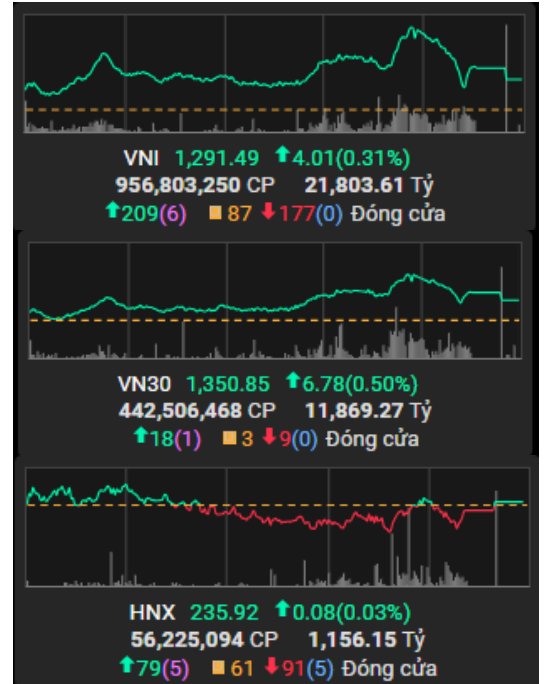 VNI 1,291.49 4.01(0.31%)
956,803,250 CP 21,803.61 Tỷ
209(6) 87 177(0) Đóng cửa
VN30 1,350.85 6.78(0.50%)
442,506,468 CP 11,869.27 Tỷ
18(1) 3 9(0) Đóng cửa
HNX 235.92 0.08(0.03%)
56,225,094 CP 1,156.15 Tỷ
79(5) 61 91(5) Đóng cửa